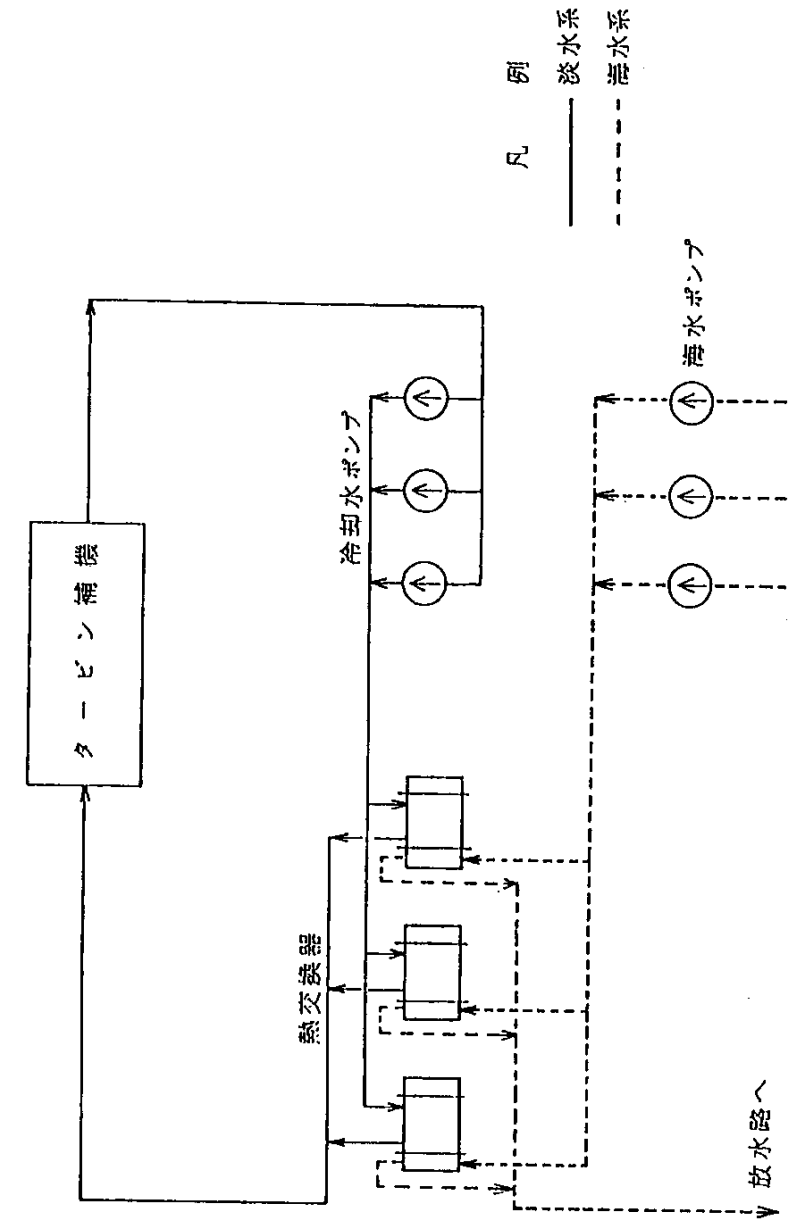 タービン補機
熱交換器
冷却水ポンプ
海水ポンプ
放水路へ
凡例
淡水系
海水系